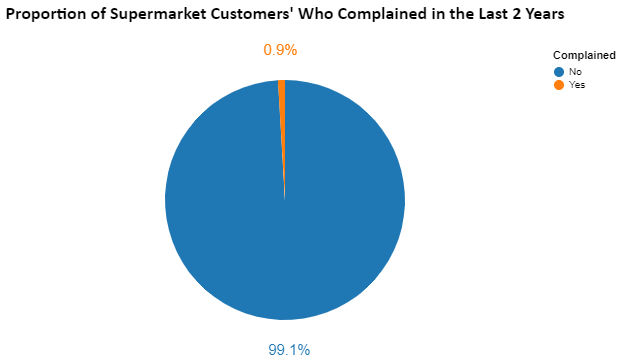 Proportion of Supermarket Customers' Who Complained in the Last 2 Years
0.9%
Complained
No
Yes
99.1%